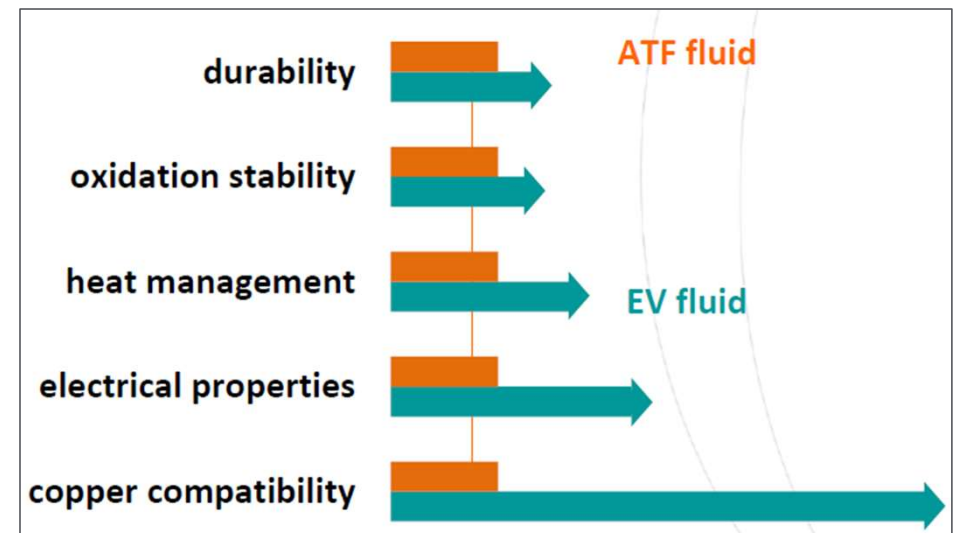 durability
ATF fluid
oxidation stability
heat management
EV fluid
electrical properties
copper compatibility